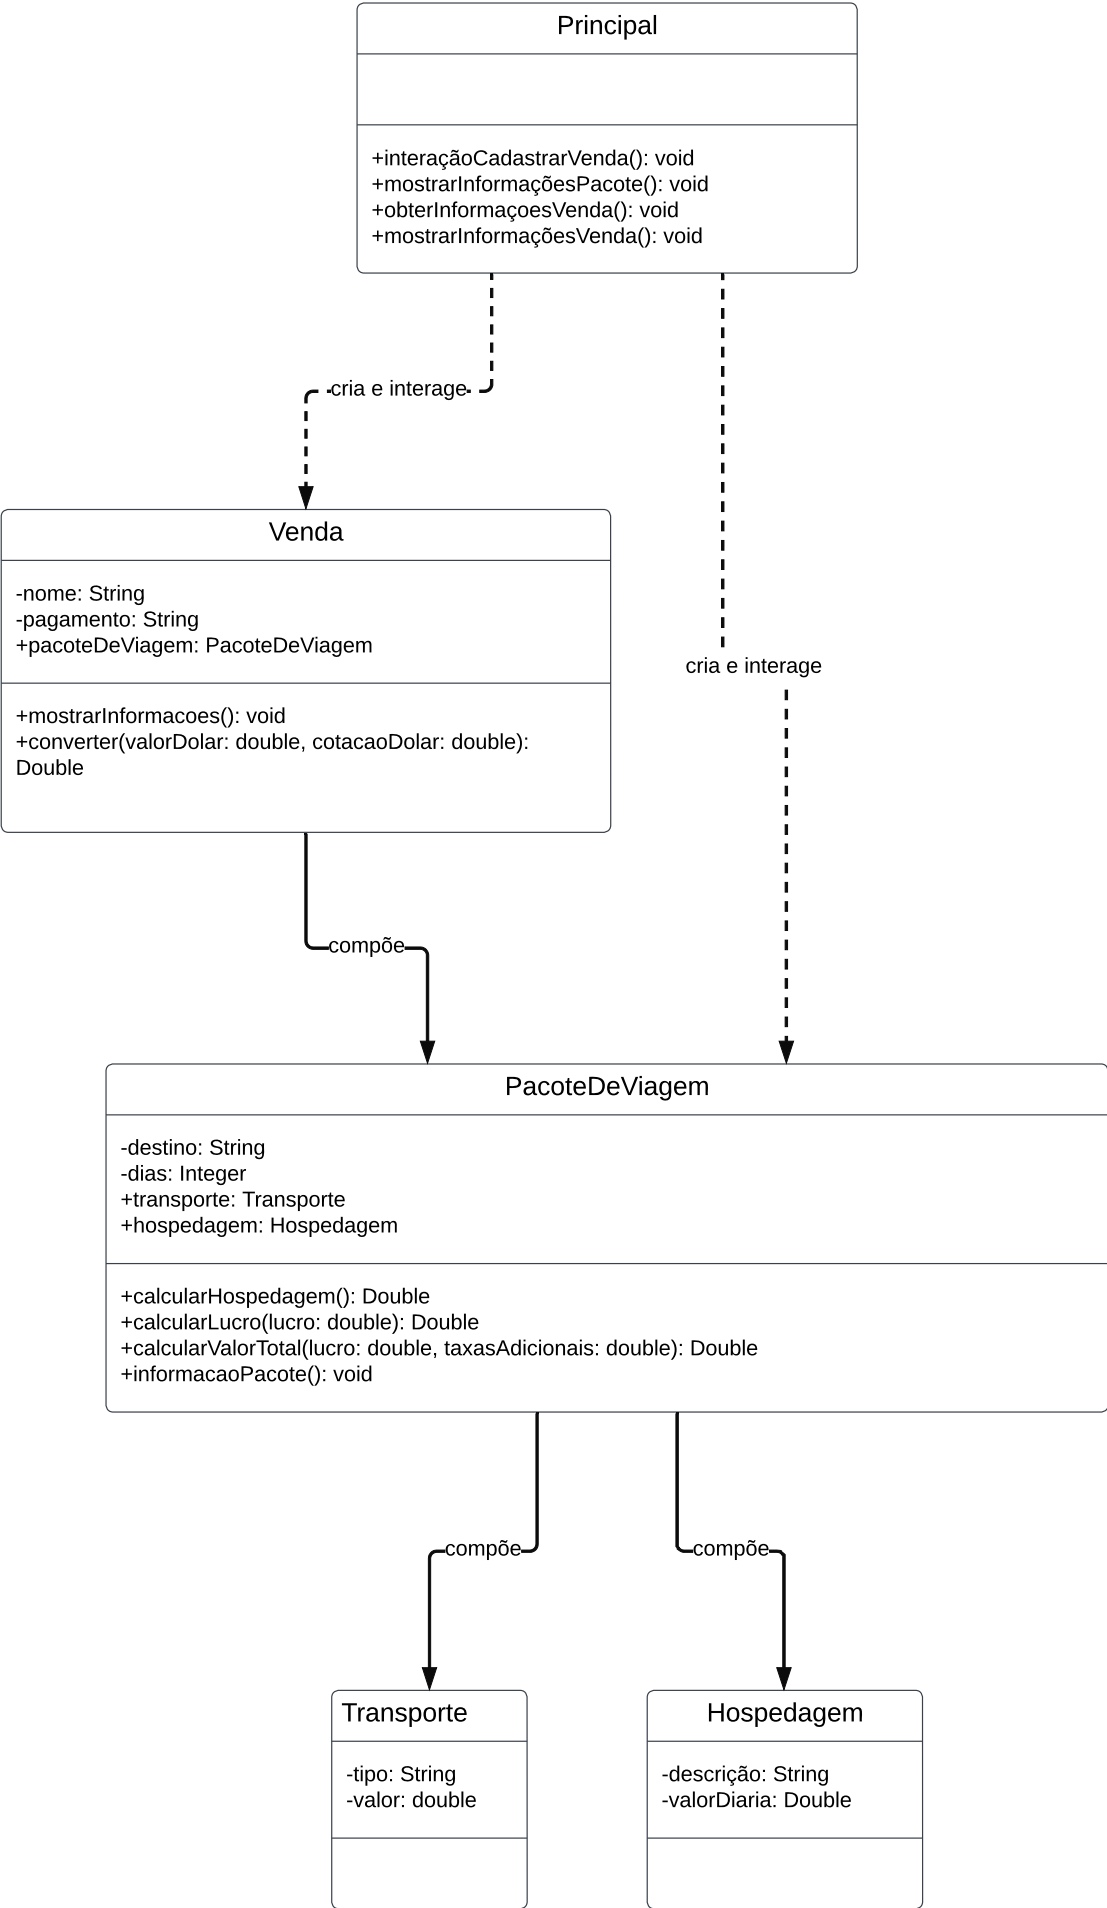 Principal
+interaçãoCadastrarVenda(): void
+mostrarInformaçõesPacote(): void
+obterInformaçoesVenda(): void
+mostrarInformaçõesVenda(): void
cria e interage
Venda
-nome: String
-pagamento: String
+pacoteDeViagem: PacoteDeViagem
+mostrarInformacoes(): void
+converter(valorDolar: double, cotacaoDolar: double):
Double
cria e interage
compõe
PacoteDeViagem
-destino: String
-dias: Integer
+transporte: Transporte
+hospedagem: Hospedagem
+calcularHospedagem(): Double
+calcularLucro(lucro: double): Double
+calcularValorTotal(lucro: double, taxasAdicionais: double): Double
+informacaoPacote(): void
compõe
compõe
Transporte
-tipo: String
-valor: double
Hospedagem
-descrição: String
-valorDiaria: Double